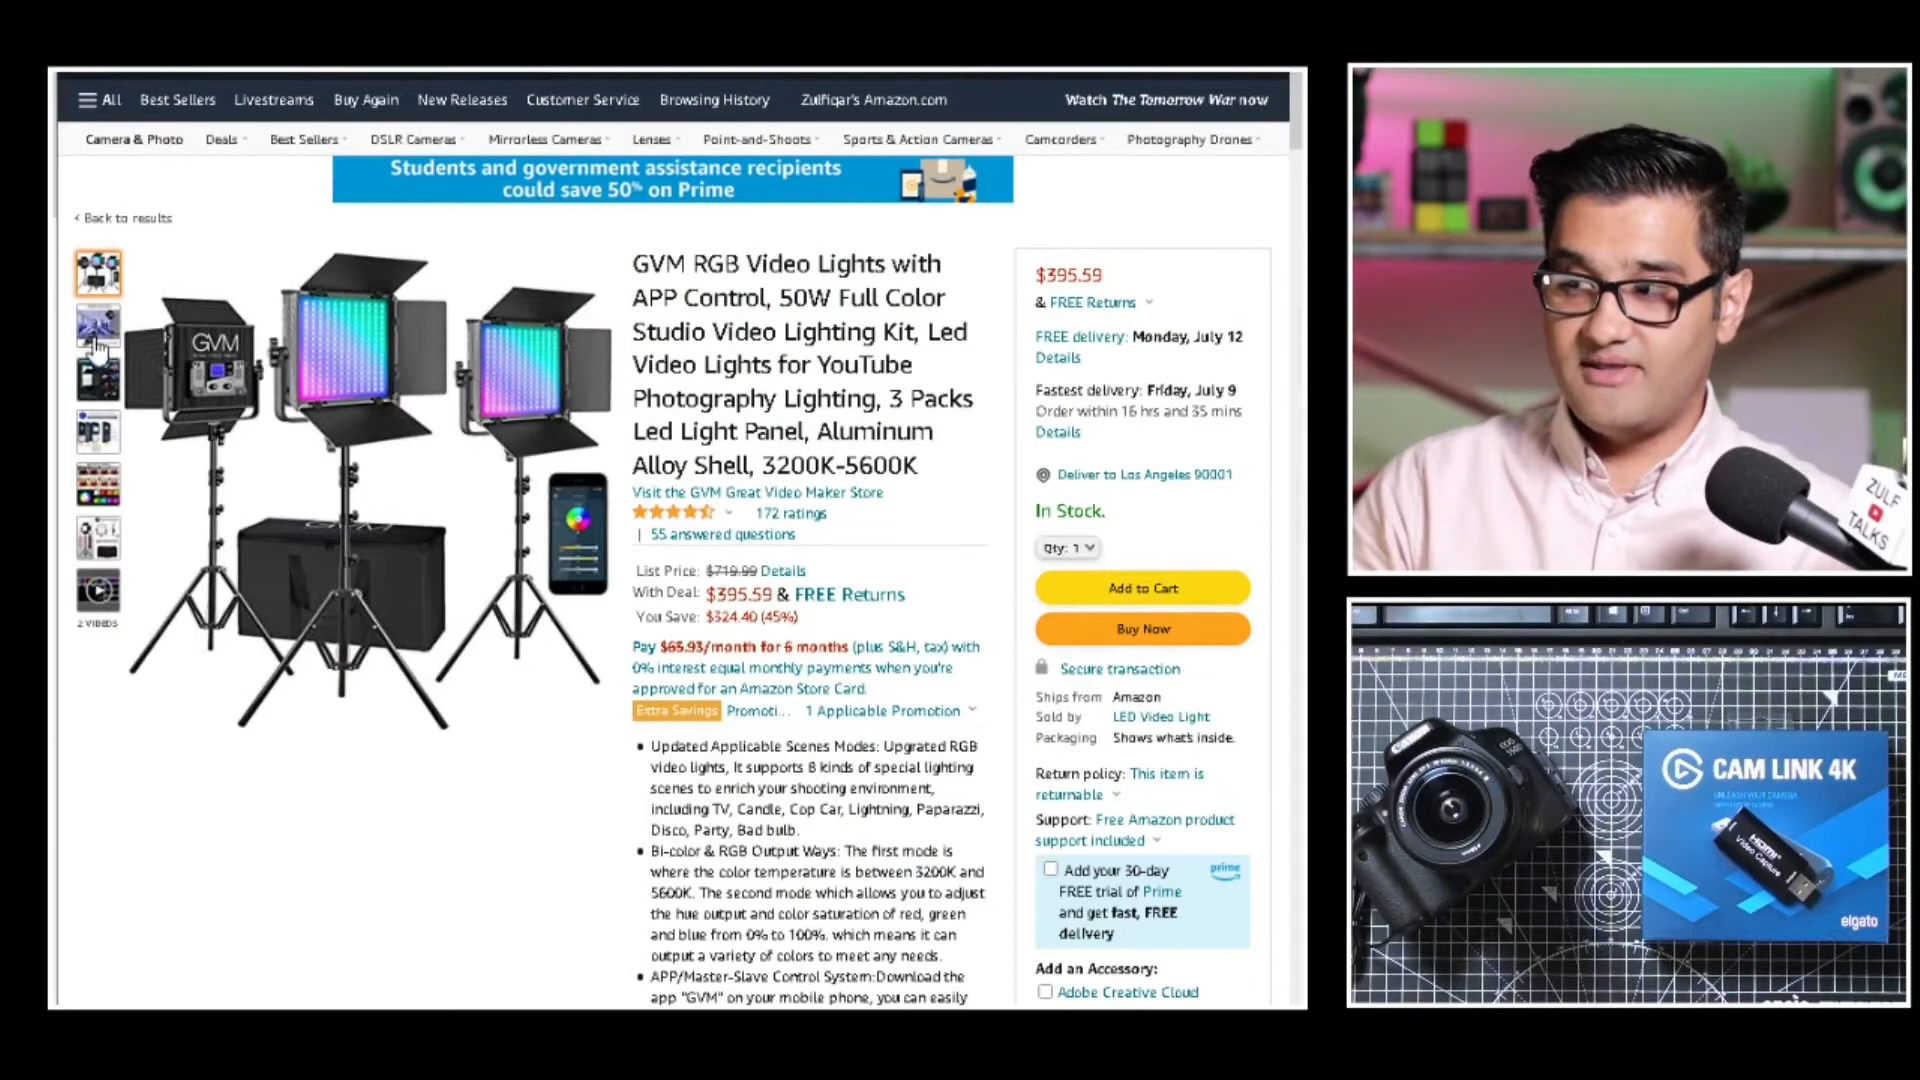 All Best Sellers Livestreams Buy Again New Releases Customer Service Browsing History Zulfiqar's Amazon.com Watch The Tomorrow War now
Camera & Photo Deals Best Sellers DSLR Cameras Mirrorless Cameras Lenses Point-and-Shoots Sports & Action Cameras Camcorders Photography Drones
Students and government assistance recipients
could save 50% on Prime
‹ Back to results
GVM
GVM
2 VIDEOS
GVM RGB Video Lights with
APP Control, 50W Full Color
Studio Video Lighting Kit, Led
Video Lights for YouTube
Photography Lighting, 3 Packs
Led Light Panel, Aluminum
Alloy Shell, 3200K-5600K
Visit the GVM Great Video Maker Store
172 ratings
| 55 answered questions
List Price: $719.99 Details
With Deal: $395.59 & FREE Returns
You Save: $324.40 (45%)
Pay $65.93/month for 6 months (plus S&H, tax) with
0% interest equal monthly payments when you're
approved for an Amazon Store Card.
Extra Savings Promoti... 1 Applicable Promotion
• Updated Applicable Scenes Modes: Upgrated RGB
video lights, It supports 8 kinds of special lighting
scenes to enrich your shooting environment,
including TV, Candle, Cop Car, Lightning, Paparazzi,
Disco, Party, Bad bulb.
• Bi-color & RGB Output Ways: The first mode is
where the color temperature is between 3200K and
5600K. The second mode which allows you to adjust
the hue output and color saturation of red, green
and blue from 0% to 100%. which means it can
output a variety of colors to meet any needs.
• APP/Master-Slave Control System:Download the
app "GVM" on your mobile phone, you can easily
$395.59
& FREE Returns
FREE delivery: Monday, July 12
Details
Fastest delivery: Friday, July 9
Order within 16 hrs and 35 mins
Details
Deliver to Los Angeles 90001
In Stock.
Qty: 1
Add to Cart
Buy Now
Secure transaction
Ships from Amazon
Sold by LED Video Light
Packaging Shows what's inside.
Return policy: This item is
returnable
Support: Free Amazon product
support included
Add your 30-day prime
FREE trial of Prime
and get fast, FREE
delivery
Add an Accessory:
Adobe Creative Cloud
ZULF
TALKS
Canon
EOS
CAM LINK 4K
UNLEASH YOUR CAMERA
HDMI
Video Capture
elgato